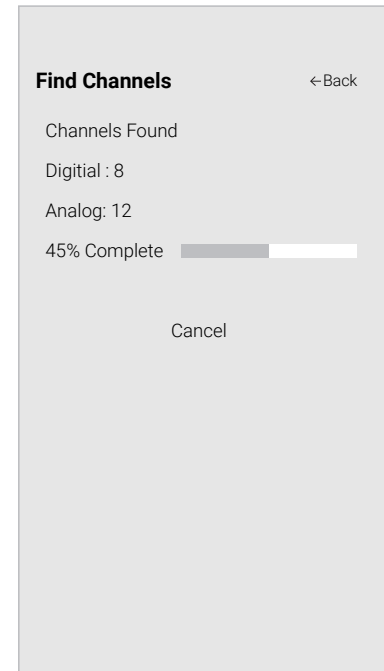 Find Channels ←Back
Channels Found
Digitial : 8
Analog: 12
45% Complete
Cancel